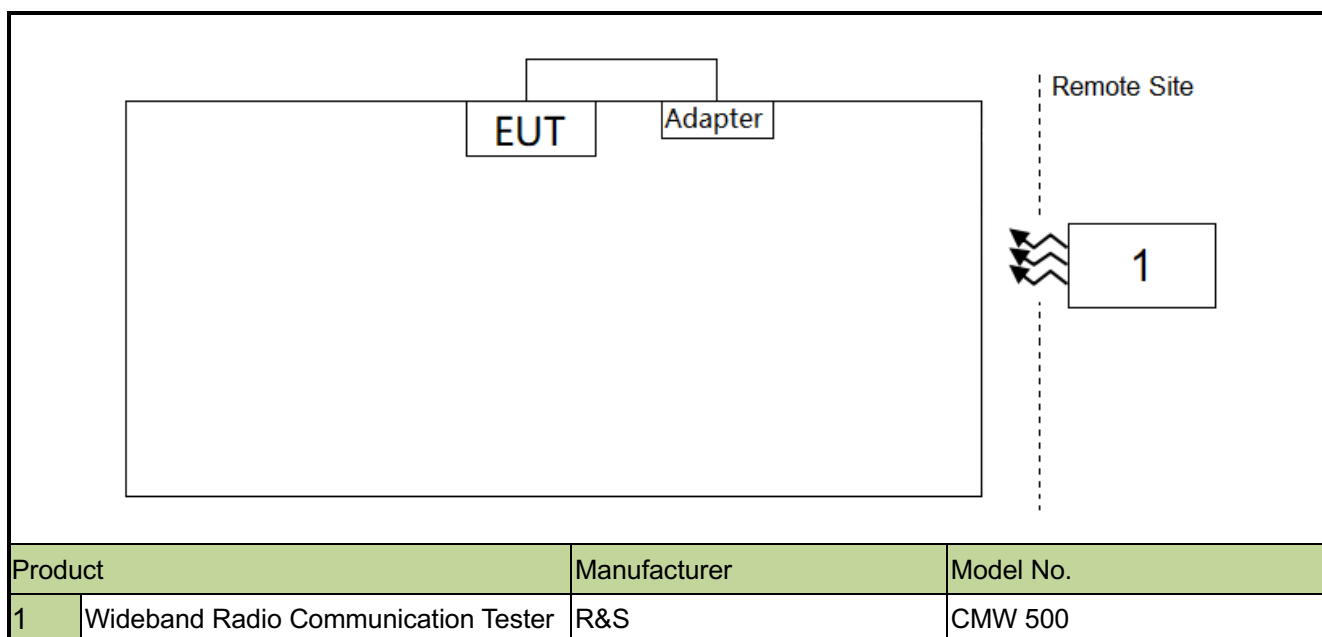 Remote Site
EUT
Adapter
1
Product Manufacturer Model No.
1 Wideband Radio Communication Tester R&S CMW 500